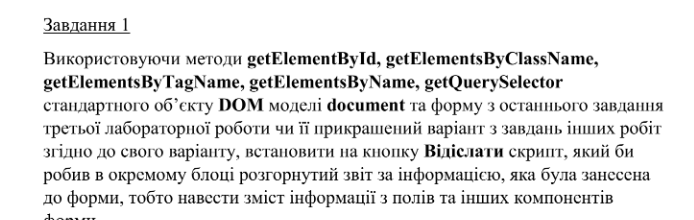 Завдання 1
Використовуючи методи getElementById, getElementsByClassName,
getElementsByTagName, getElementsByName, getQuerySelector
стандартного об’єкту DOM моделі document та форму з останнього завдання
третьої лабораторної роботи чи її прикрашений варіант з завдань інших робіт
згідно до свого варіанту, встановити на кнопку Відіслати скрипт, який би
робив в окремому блоці розгорнутий звіт за інформацією, яка була занесена
до форми, тобто навести зміст інформації з полів та інших компонентів